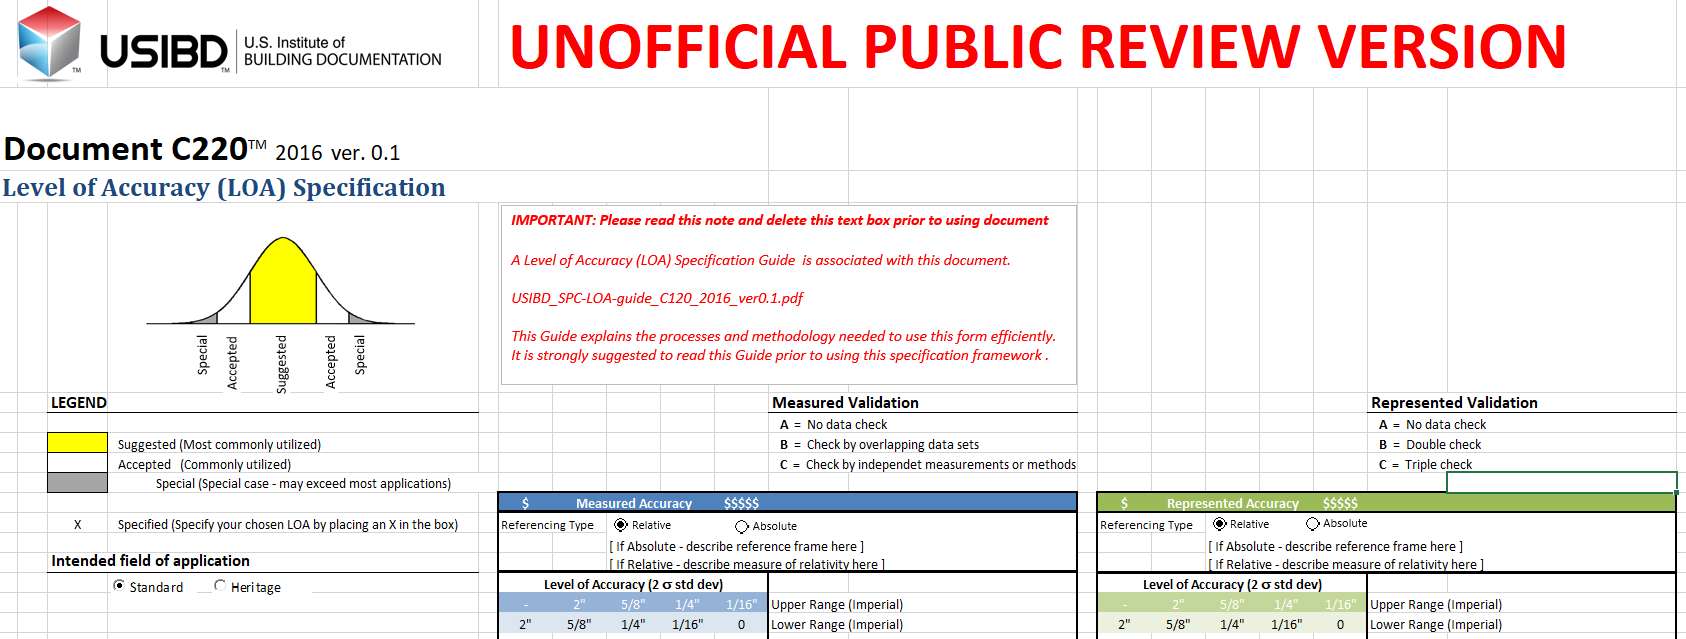 USIBD™
U.S. Institute of
BUILDING DOCUMENTATION
TM
UNOFFICIAL PUBLIC REVIEW VERSION
Document C220™ 2016 ver. 0.1
Level of Accuracy (LOA) Specification
Special
Accepted
Suggested
Accepted
Special
IMPORTANT: Please read this note and delete this text box prior to using document
A Level of Accuracy (LOA) Specification Guide is associated with this document.
USIBD_SPC-LOA-guide_C120_2016_ver0.1.pdf
This Guide explains the processes and methodology needed to use this form efficiently.
It is strongly suggested to read this Guide prior to using this specification framework .
LEGEND
Suggested (Most commonly utilized)
Accepted (Commonly utilized)
Special (Special case - may exceed most applications)
X Specified (Specify your chosen LOA by placing an X in the box)
Intended field of application
Standard Heritage
Measured Validation
A = No data check
B = Check by overlapping data sets
C = Check by independet measurements or methods
$ Measured Accuracy $$$$$
Referencing Type Relative Absolute
[ If Absolute - describe reference frame here ]
[ If Relative - describe measure of relativity here ]
Level of Accuracy (2 σ std dev)
- 2" 5/8" 1/4" 1/16" Upper Range (Imperial)
2" 5/8" 1/4" 1/16" 0 Lower Range (Imperial)
Represented Validation
A = No data check
B = Double check
C = Triple check
$ Represented Accuracy $$$$$
Referencing Type Relative Absolute
[ If Absolute - describe reference frame here ]
[ If Relative - describe measure of relativity here ]
Level of Accuracy (2 σ std dev)
- 2" 5/8" 1/4" 1/16" Upper Range (Imperial)
2" 5/8" 1/4" 1/16" 0 Lower Range (Imperial)